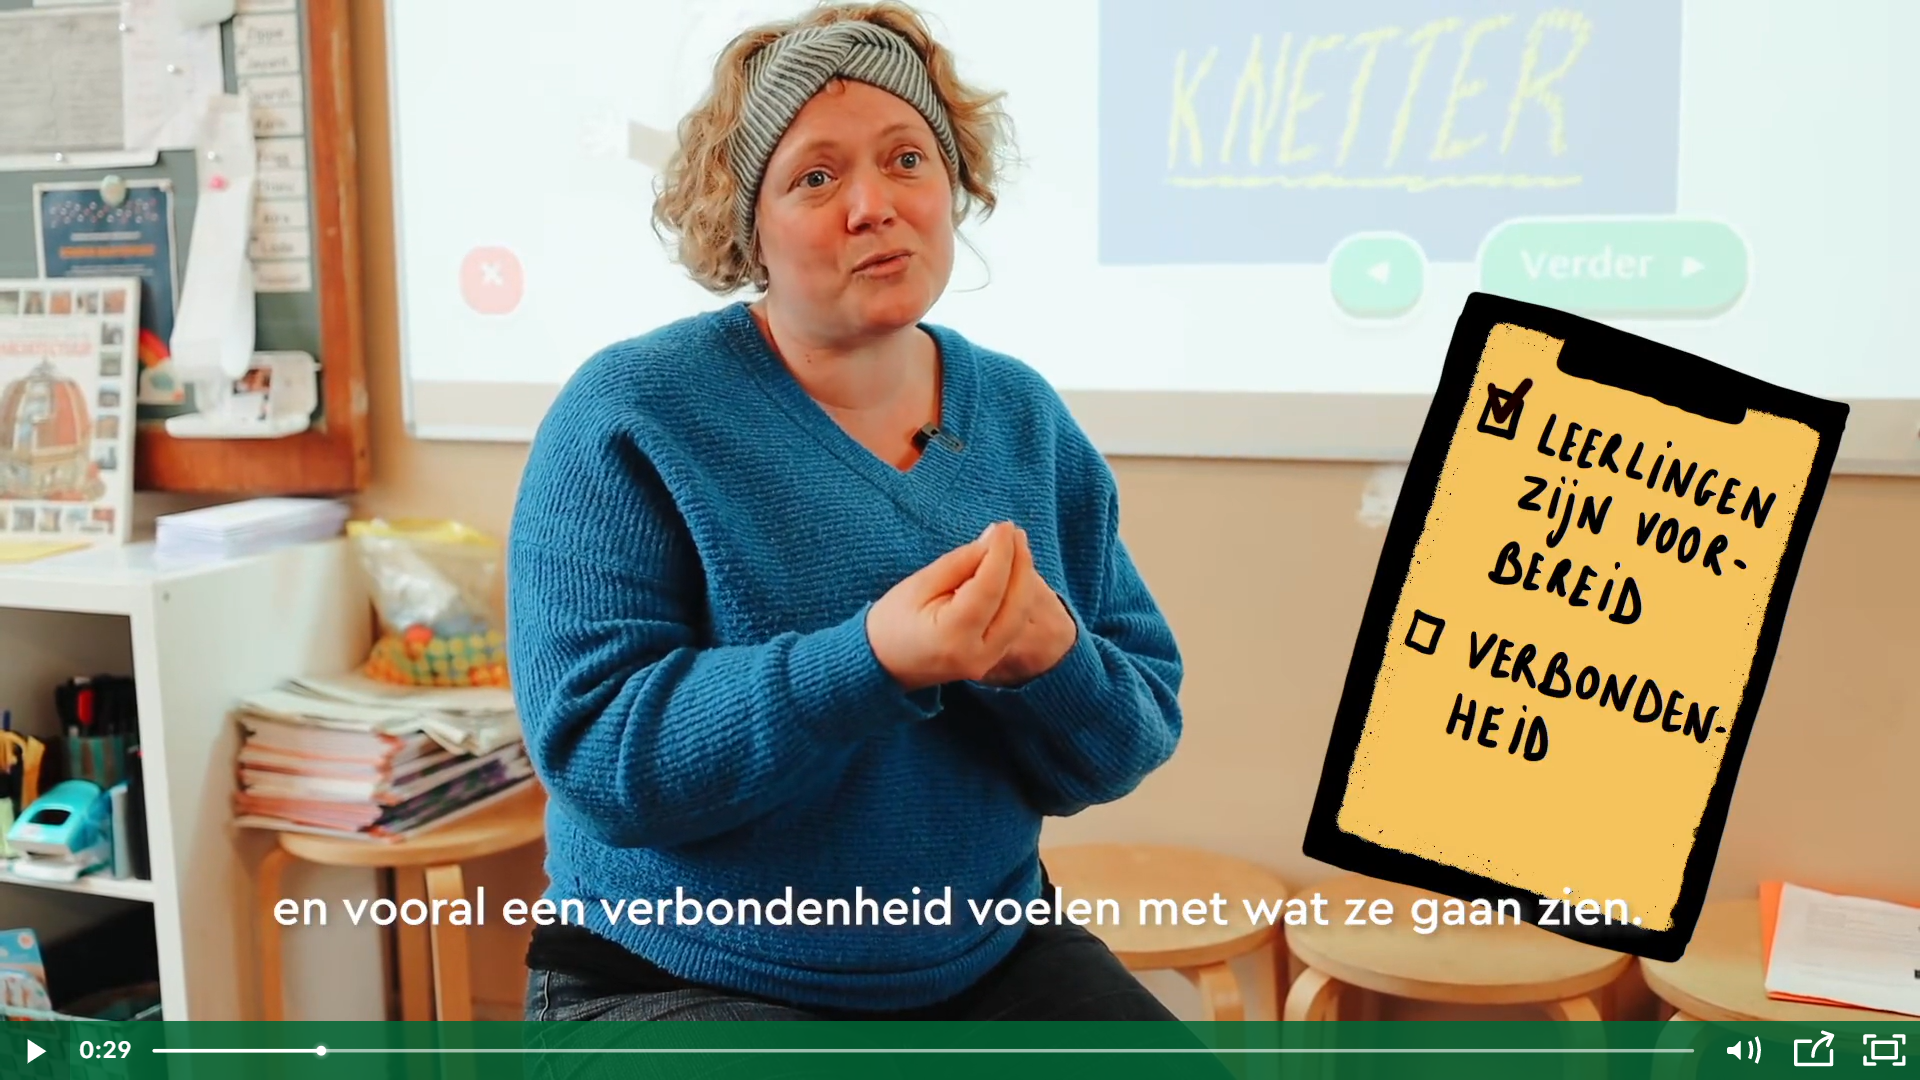 KNETTER
Verder
LEERLINGEN
ZIJN VOOR-
BEREID
VERBONDEN-
HEID
en vooral een verbondenheid voelen met wat ze gaan zien.
0:29